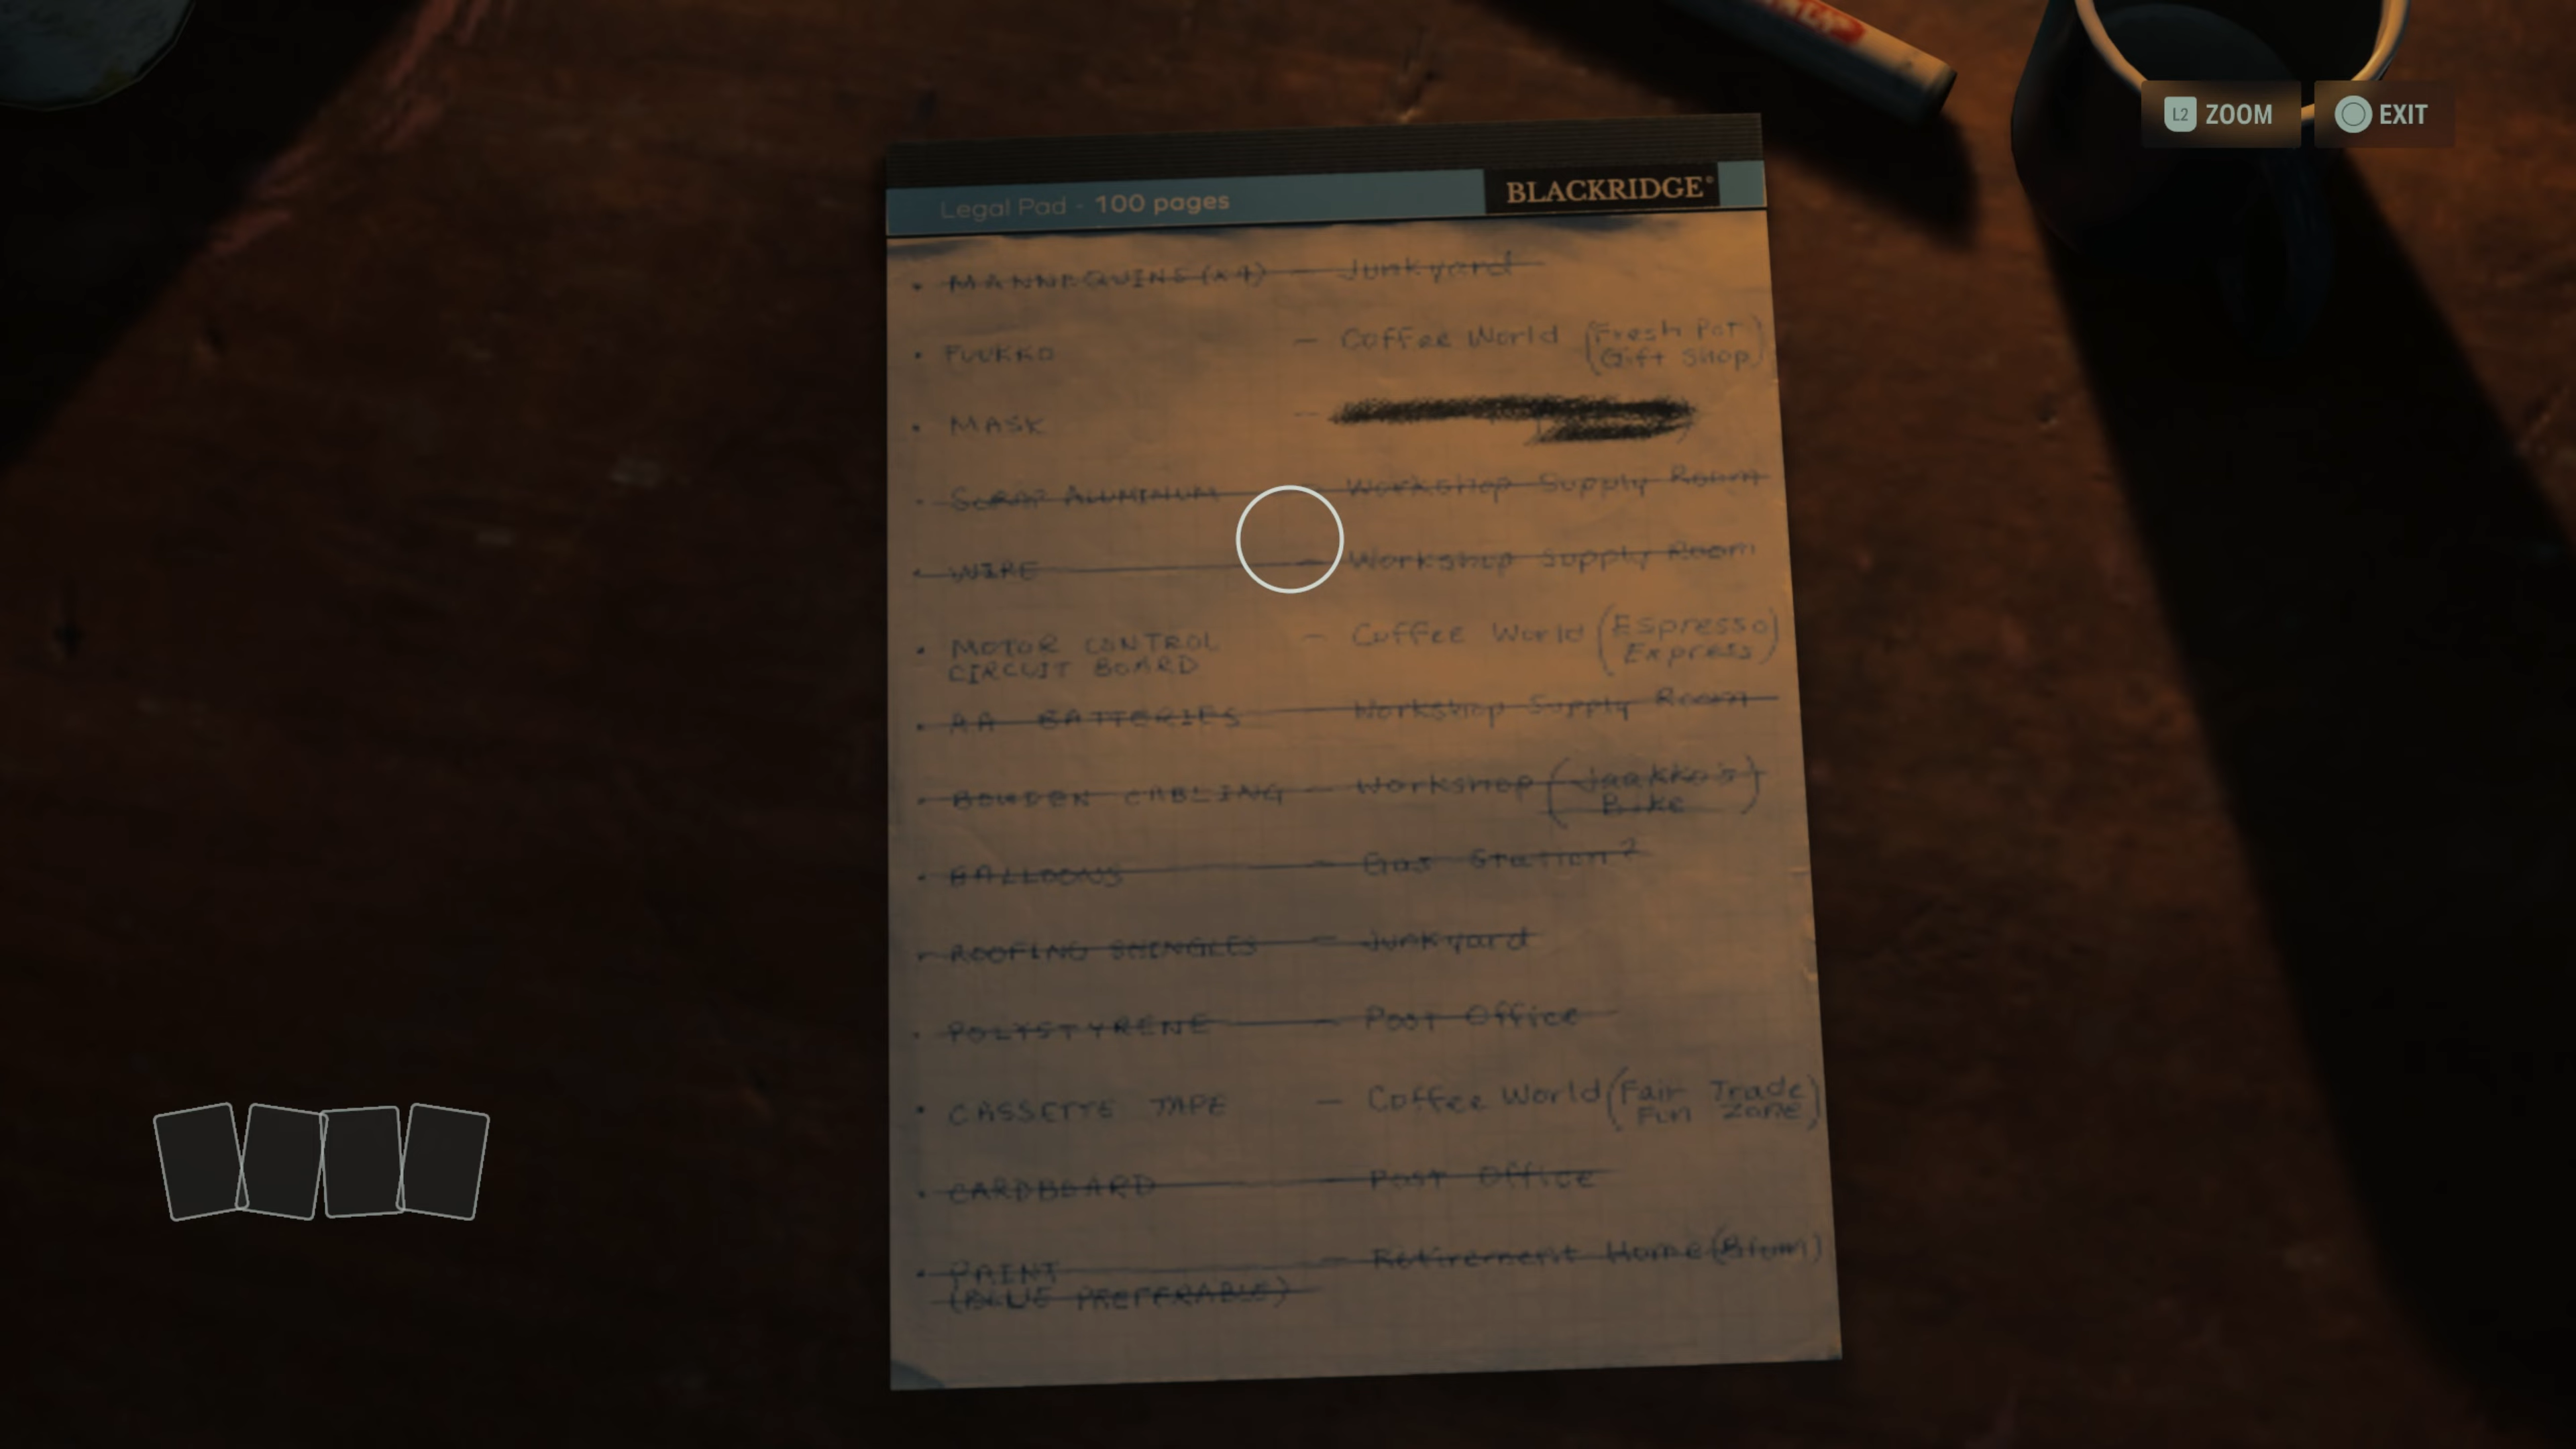 L2 ZOOM EXIT
Legal Pad - 100 pages BLACKRIDGE®
• MANNEQUINS (x4) – Junkyard
• PUUKKO – Coffee World (Fresh Pot
Gift Shop)
• MASK –
• SCRAP ALUMINUM – Workshop Supply Room
• WIRE – Workshop Supply Room
• MOTOR CONTROL – Coffee World (Espresso
CIRCUIT BOARD Express)
• AA BATTERIES – Workshop Supply Room
• BOWDEN CABLING – Workshop (Jaakko's
Bike)
• BALLOONS – Gas Station?
• ROOFING SHINGLES – Junkyard
• POLYSTYRENE – Post Office
• CASSETTE TAPE – Coffee World (Fair Trade
Fun Zone)
• CARDBOARD – Post Office
• PAINT – Retirement Home
(BLUE PREFERABLE)